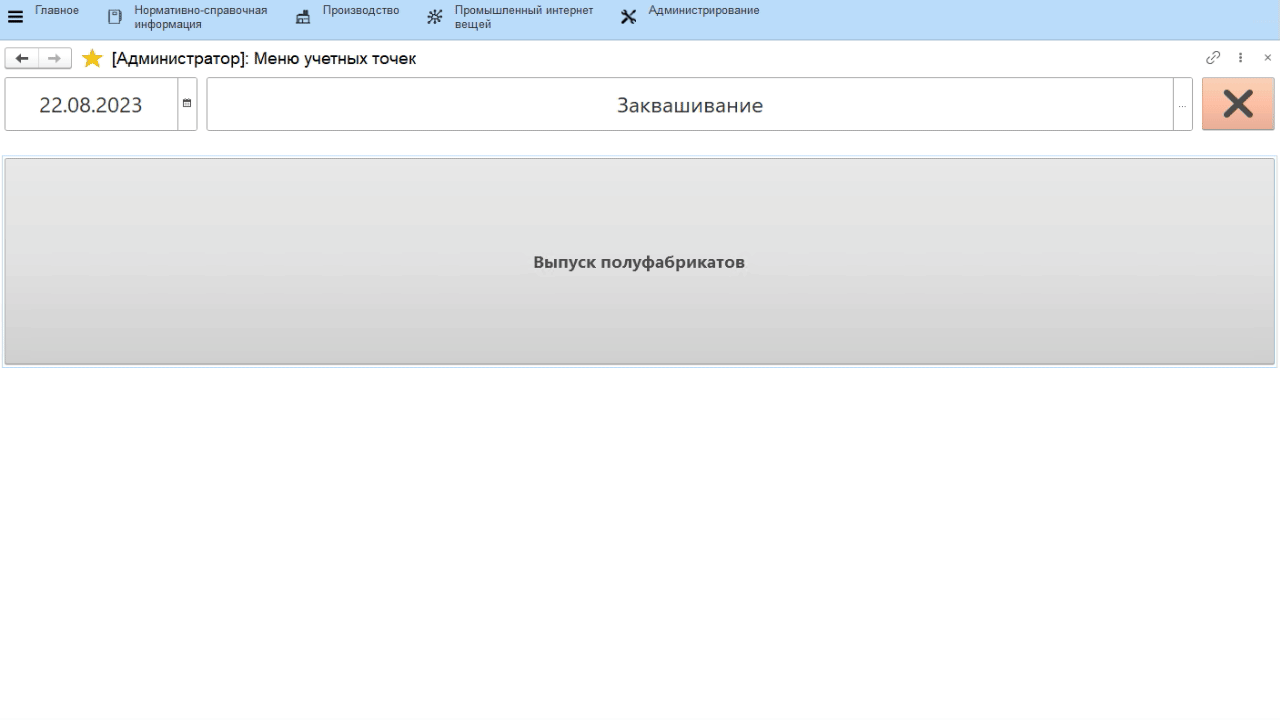 Главное
Нормативно-справочная
информация
Производство
Промышленный интернет
вещей
Администрирование
[Администратор]: Меню учетных точек
22.08.2023
Заквашивание
...
Выпуск полуфабрикатов